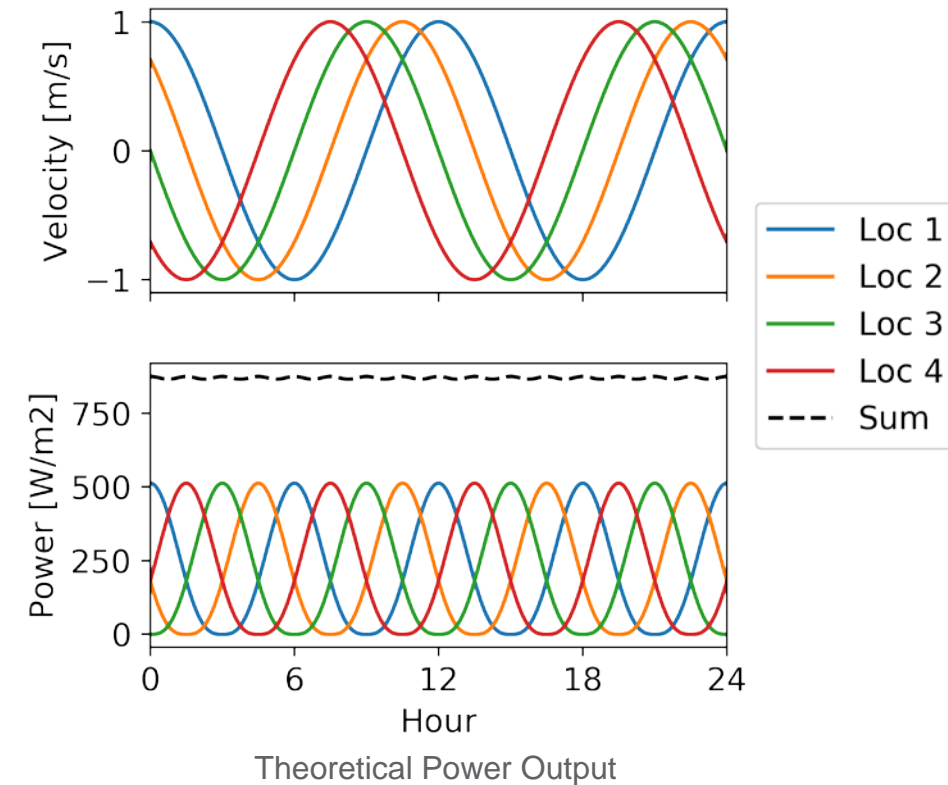 Velocity [m/s]
1
0
−1
Loc 1
Loc 2
Loc 3
Loc 4
Sum
Power [W/m2]
750
500
250
0
0 6 12 18 24
Hour
Theoretical Power Output